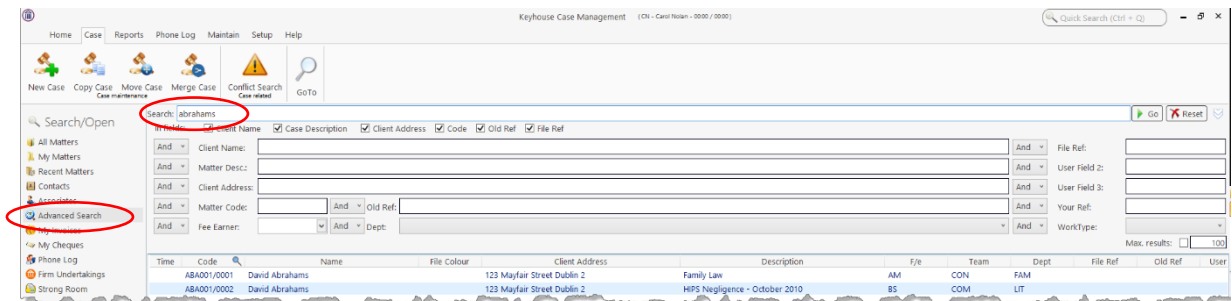 Keyhouse Case Management (CN - Carol Nolan - 00:00 / 00:00) Quick Search (Ctrl + Q)
Home Case Reports Phone Log Maintain Setup Help
New Case Copy Case Move Case Merge Case Conflict Search GoTo
Case maintenance Case related
Search/Open
All Matters
My Matters
Recent Matters
Contacts
Associates
Advanced Search
My Invoices
My Cheques
Phone Log
Firm Undertakings
Strong Room
Search: abrahams Go Reset
In fields: Client Name Case Description Client Address Code Old Ref File Ref
And Client Name: And File Ref:
And Matter Desc.: And User Field 2:
And Client Address: And User Field 3:
And Matter Code: And Old Ref: And Your Ref:
And Fee Earner: And Dept: And WorkType:
Max. results: 100
Time Code Name File Colour Client Address Description F/e Team Dept File Ref Old Ref User
ABA001/0001 David Abrahams 123 Mayfair Street Dublin 2 Family Law AM CON FAM
ABA001/0002 David Abrahams 123 Mayfair Street Dublin 2 HIPS Negligence - October 2010 BS COM LIT